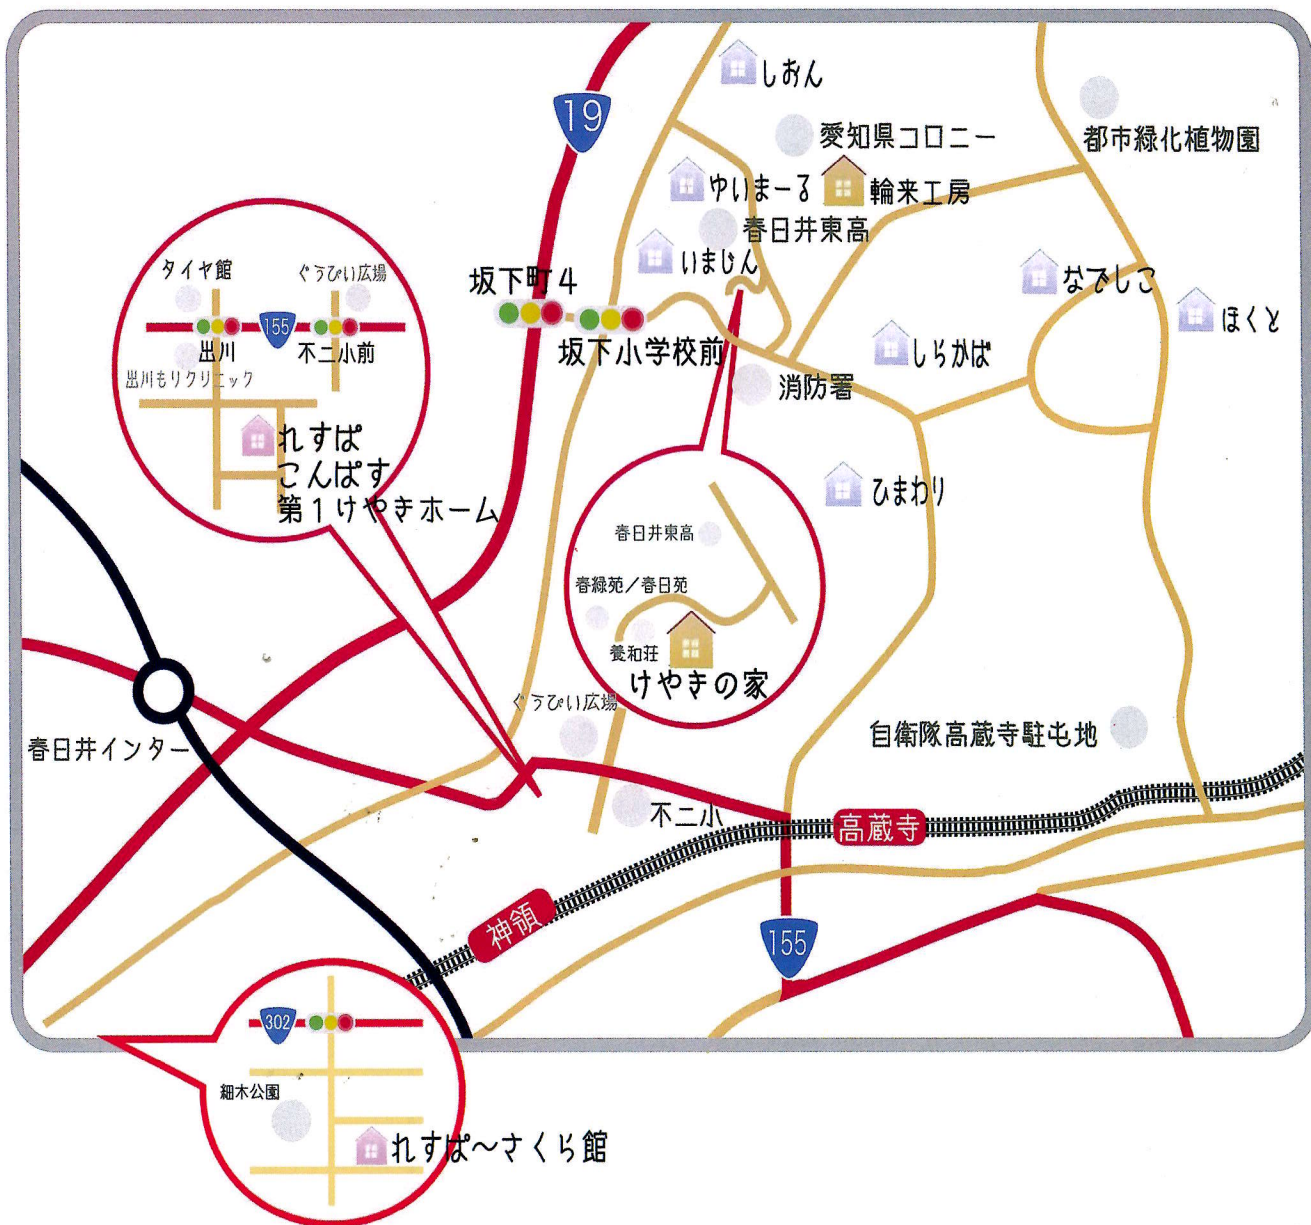 しおん
19
愛知県コロニー
都市緑化植物園
ゆいまーる
輪来工房
春日井東高
いまじん
タイヤ館
ぐうぴい広場
坂下町4
なでしこ
155
ほくと
出川
不二小前
坂下小学校前
しらかば
出川もりクリニック
消防署
れすぱ
こんぱす
第1けやきホーム
ひまわり
春日井東高
春緑苑／春日苑
養和荘
けやきの家
ぐうぴい広場
自衛隊高蔵寺駐屯地
春日井インター
不二小
高蔵寺
神領
155
302
細木公園
れすぱ～さくら館